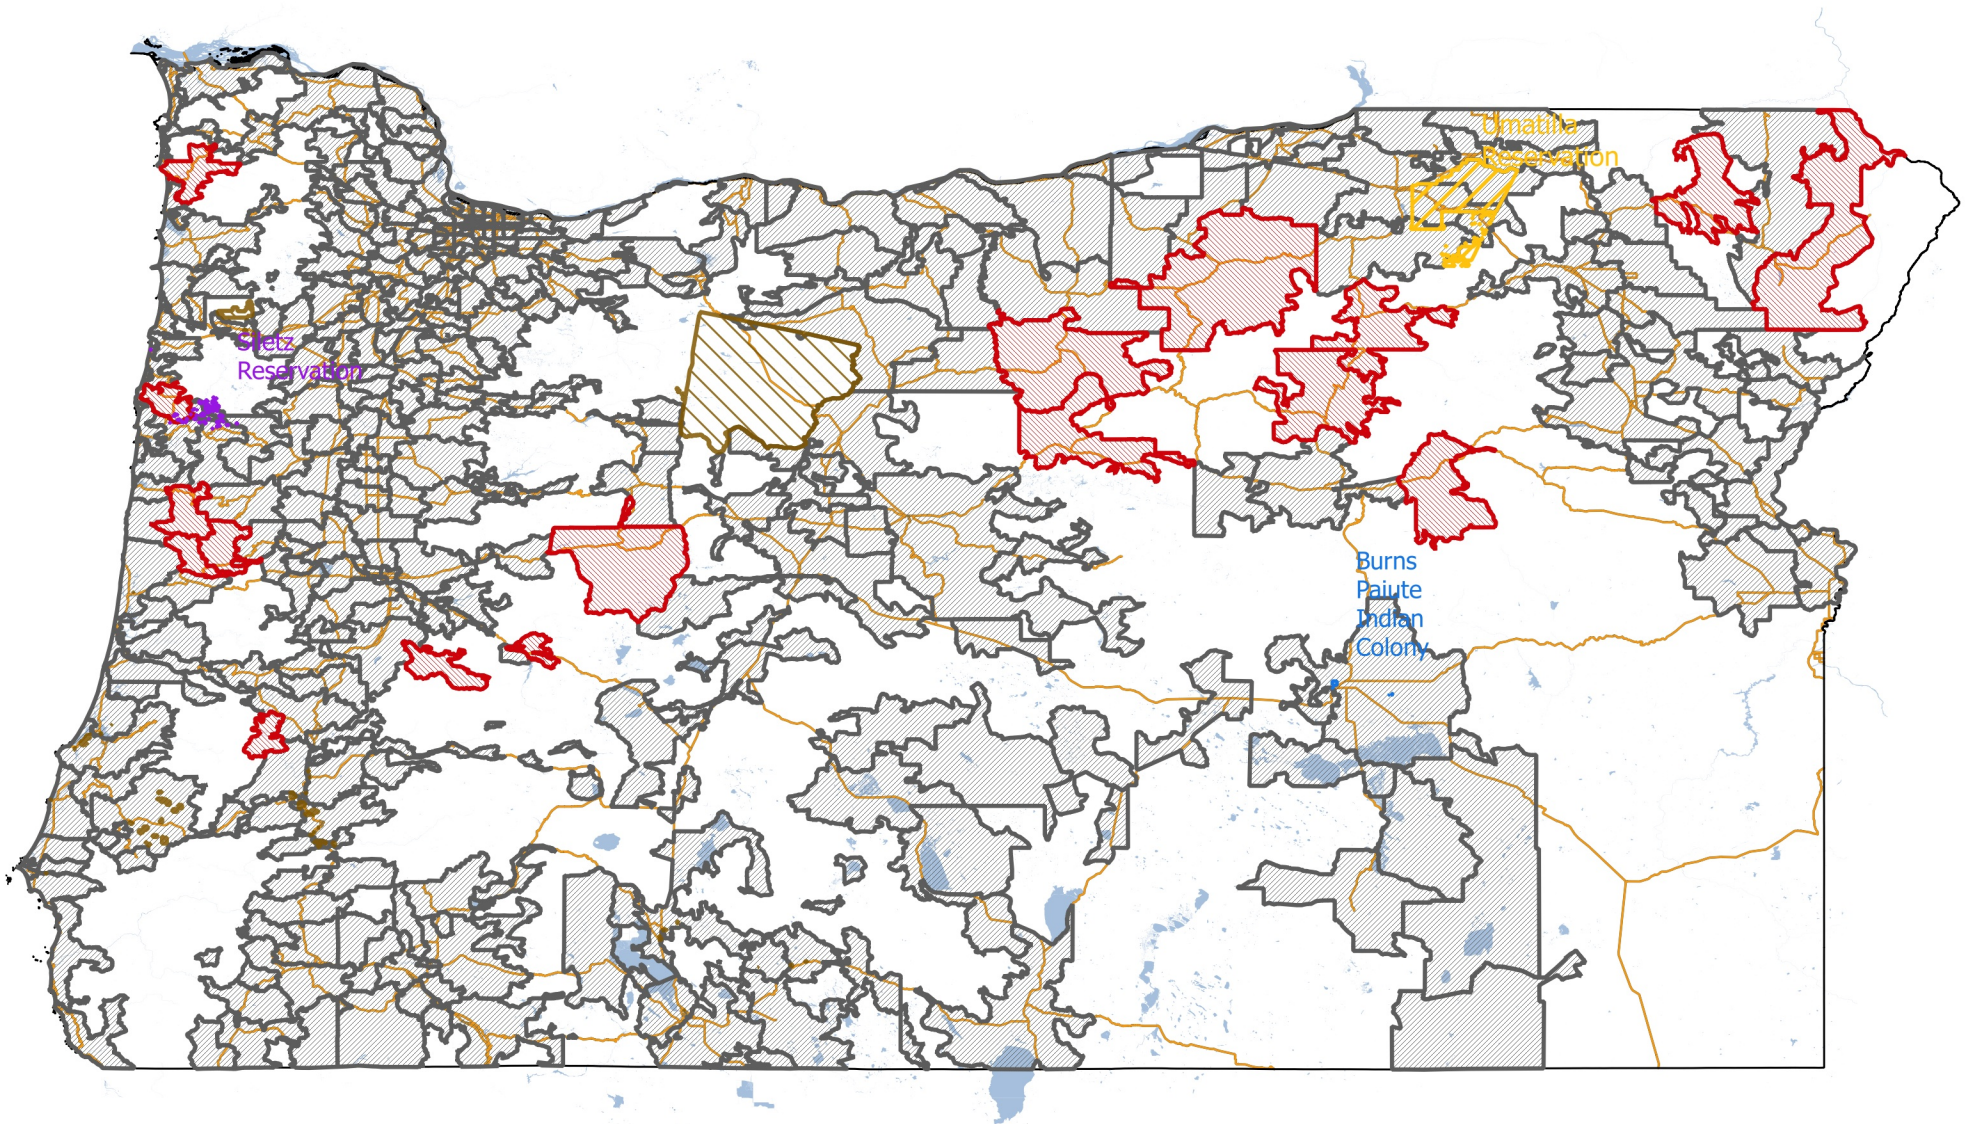 Umatilla
Reservation
Siletz
Reservation
Burns
Paiute
Indian
Colony